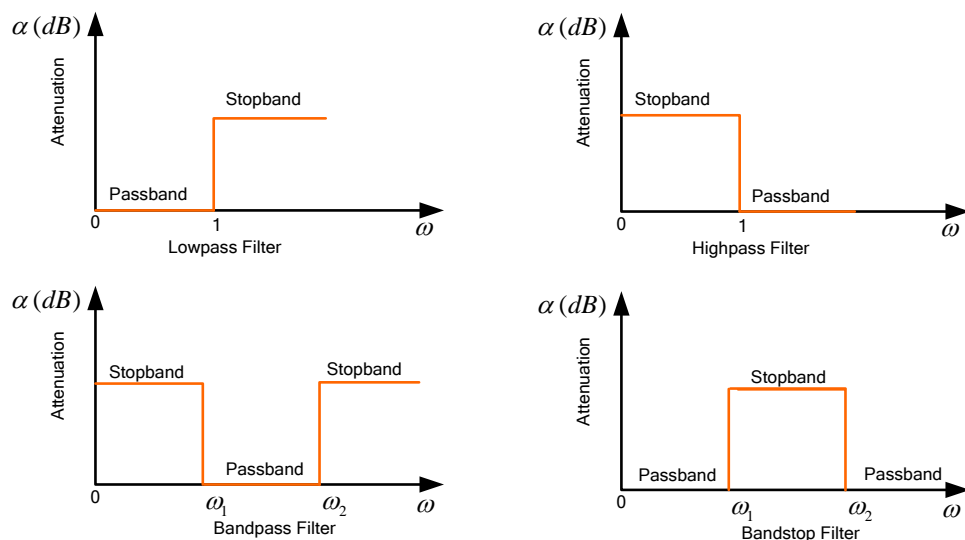 α (dB)
Attenuation
Stopband
Passband
0
1
ω
Lowpass Filter
α (dB)
Attenuation
Stopband
Passband
0
1
ω
Highpass Filter
α (dB)
Attenuation
Stopband
Stopband
Passband
0
ω₁
ω₂
ω
Bandpass Filter
α (dB)
Attenuation
Stopband
Passband
Passband
0
ω₁
ω₂
ω
Bandstop Filter